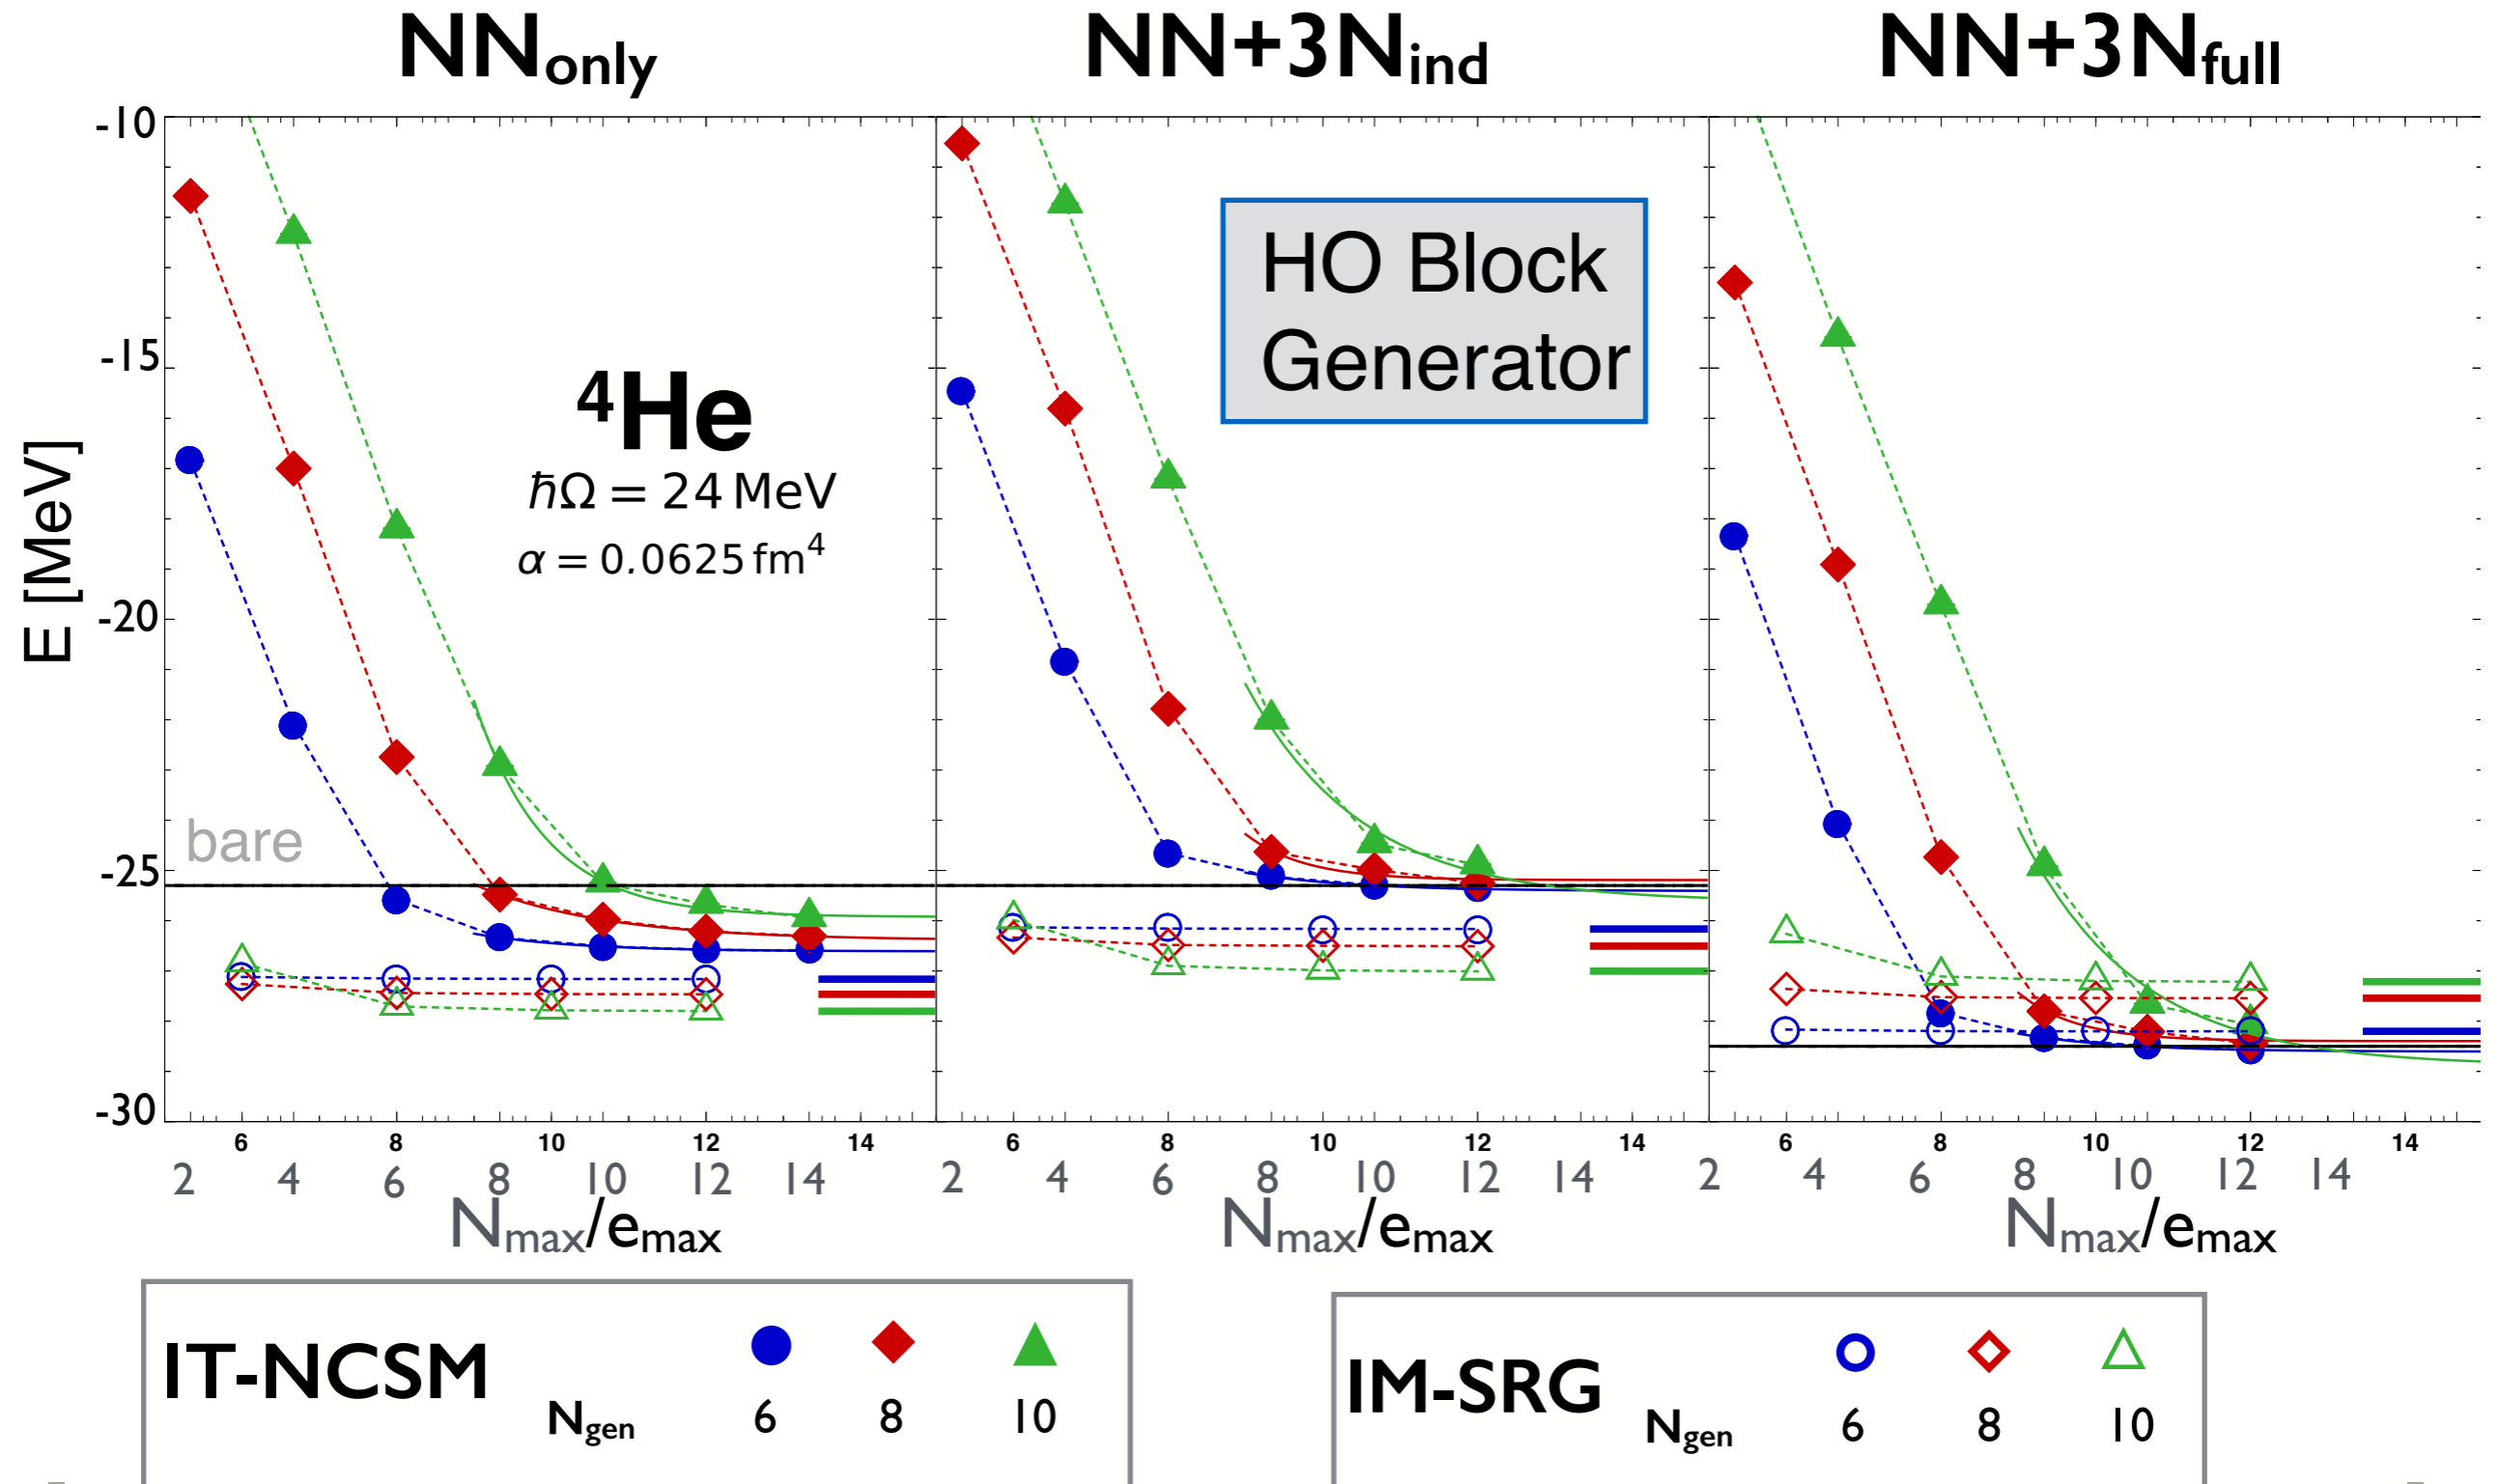 NNonly NN+3Nind NN+3Nfull
-10
-15
-20
-25
-30
E [MeV]
⁴He
ħΩ = 24 MeV
α = 0.0625 fm⁴
bare
HO Block
Generator
6 8 10 12 14 6 8 10 12 14 6 8 10 12 14
2 4 6 8 10 12 14 2 4 6 8 10 12 14 2 4 6 8 10 12 14
Nmax/emax Nmax/emax Nmax/emax
IT-NCSM
Ngen 6 8 10
IM-SRG
Ngen 6 8 10